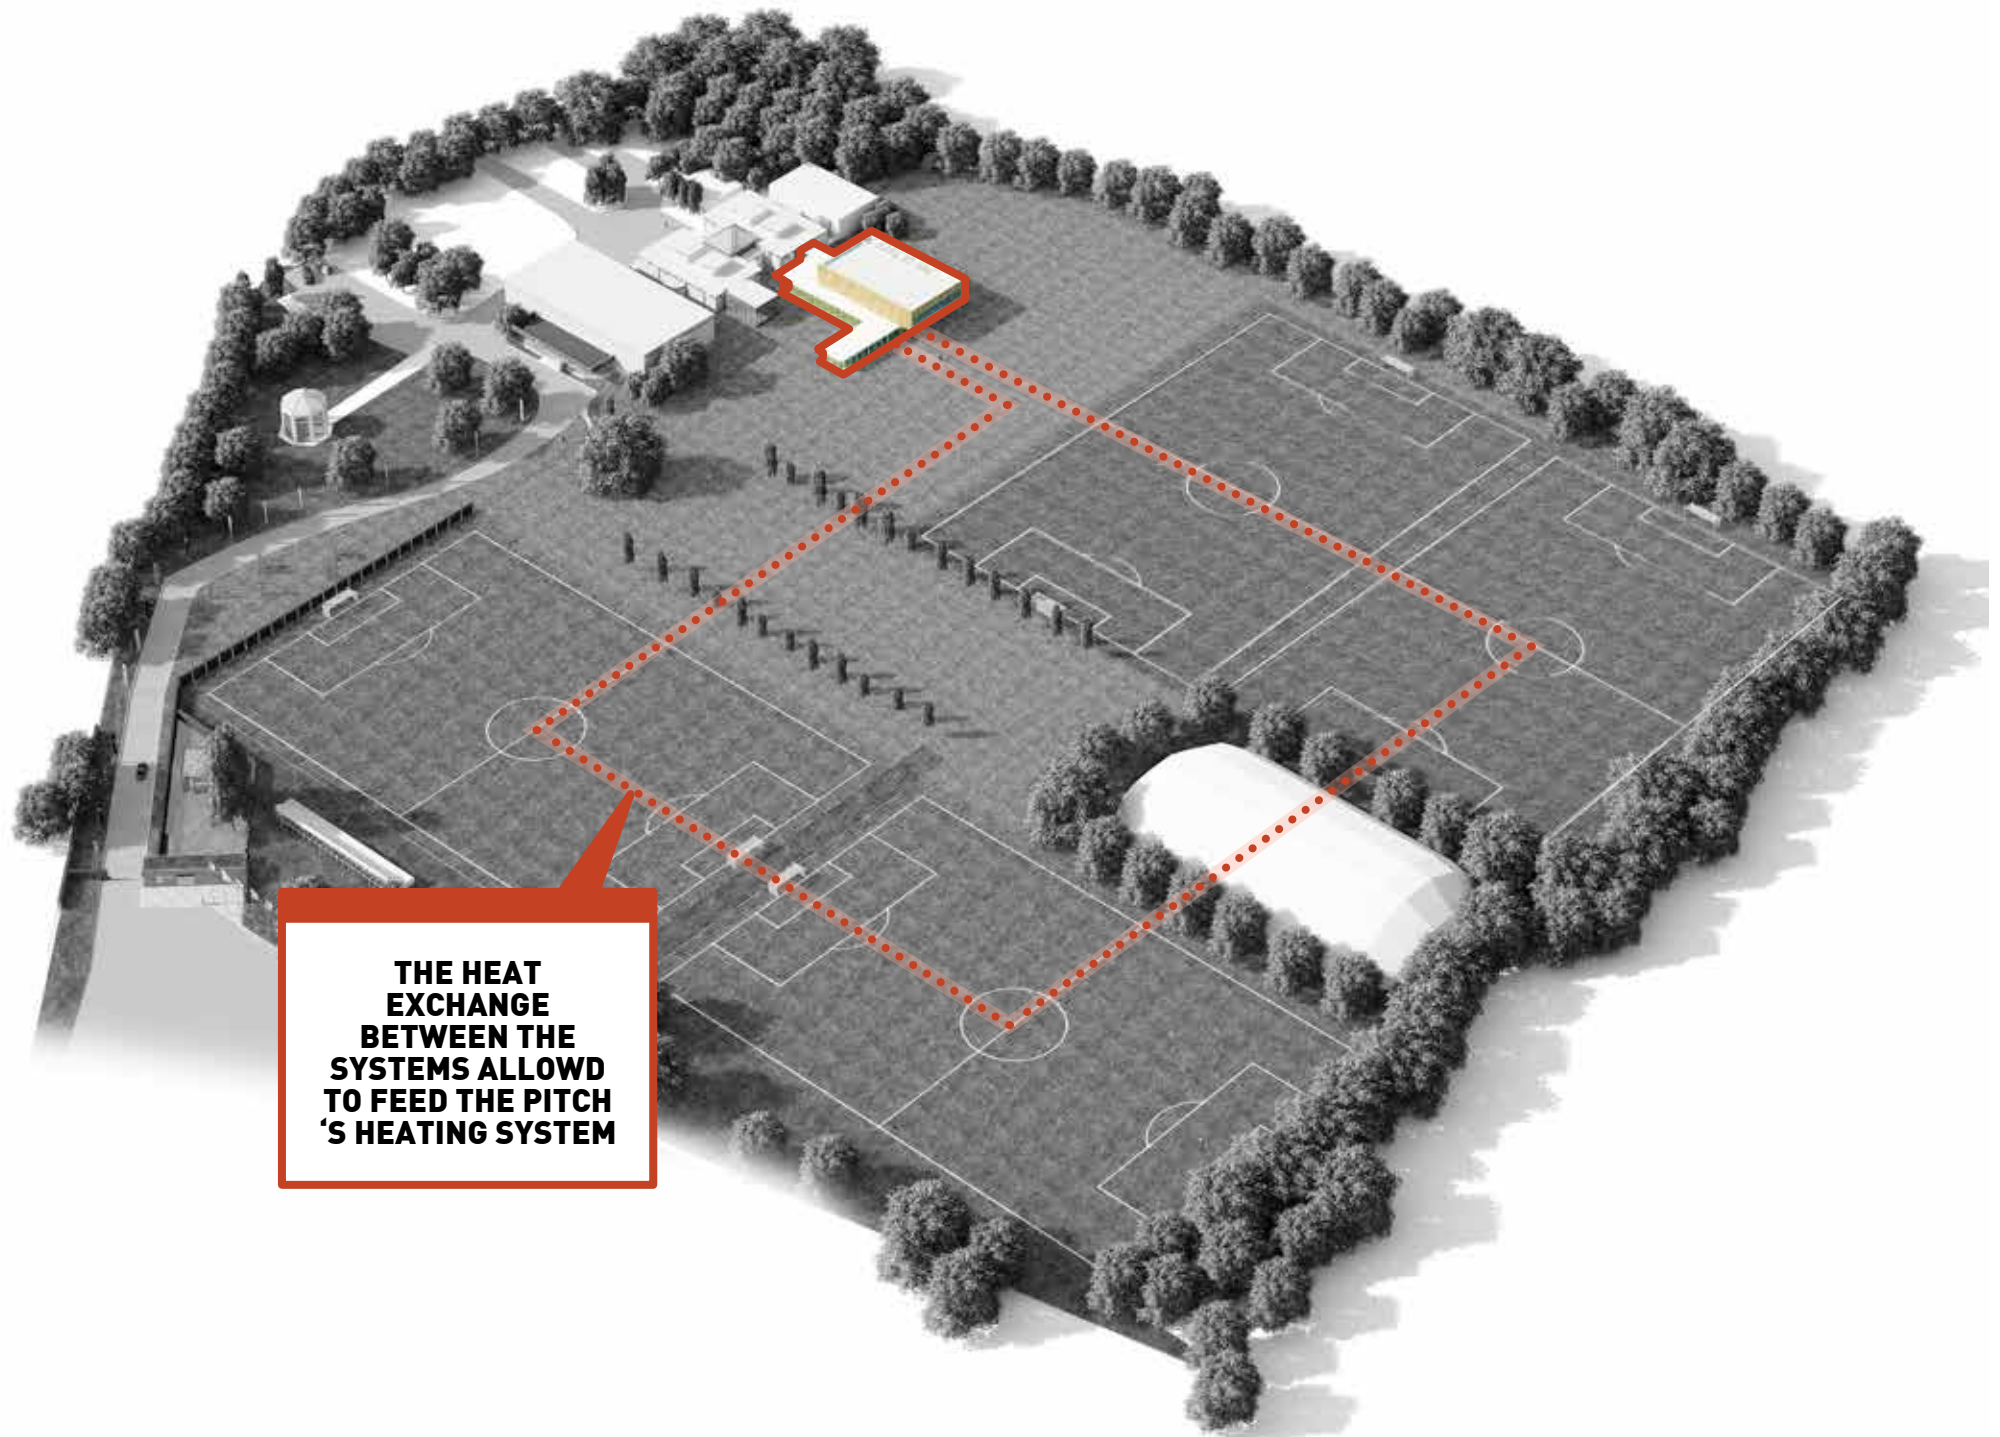 THE HEAT
EXCHANGE
BETWEEN THE
SYSTEMS ALLOWD
TO FEED THE PITCH
‘S HEATING SYSTEM